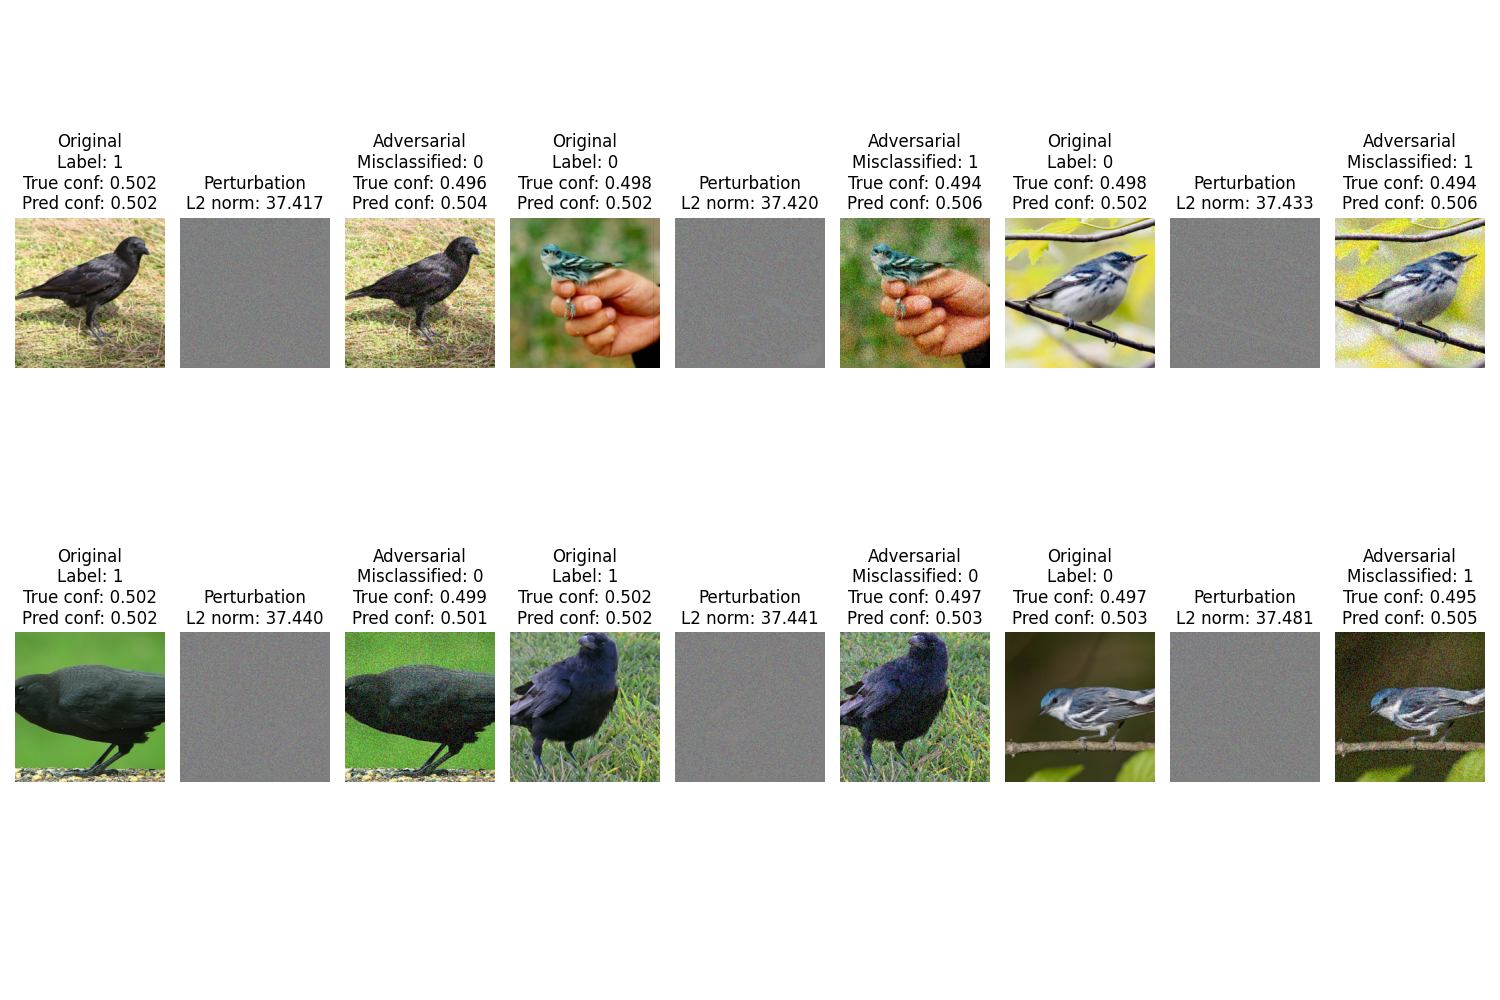 Original
Label: 1
True conf: 0.502
Pred conf: 0.502
Perturbation
L2 norm: 37.417
Adversarial
Misclassified: 0
True conf: 0.496
Pred conf: 0.504
Original
Label: 0
True conf: 0.498
Pred conf: 0.502
Perturbation
L2 norm: 37.420
Adversarial
Misclassified: 1
True conf: 0.494
Pred conf: 0.506
Original
Label: 0
True conf: 0.498
Pred conf: 0.502
Perturbation
L2 norm: 37.433
Adversarial
Misclassified: 1
True conf: 0.494
Pred conf: 0.506
Original
Label: 1
True conf: 0.502
Pred conf: 0.502
Perturbation
L2 norm: 37.440
Adversarial
Misclassified: 0
True conf: 0.499
Pred conf: 0.501
Original
Label: 1
True conf: 0.502
Pred conf: 0.502
Perturbation
L2 norm: 37.441
Adversarial
Misclassified: 0
True conf: 0.497
Pred conf: 0.503
Original
Label: 0
True conf: 0.497
Pred conf: 0.503
Perturbation
L2 norm: 37.481
Adversarial
Misclassified: 1
True conf: 0.495
Pred conf: 0.505